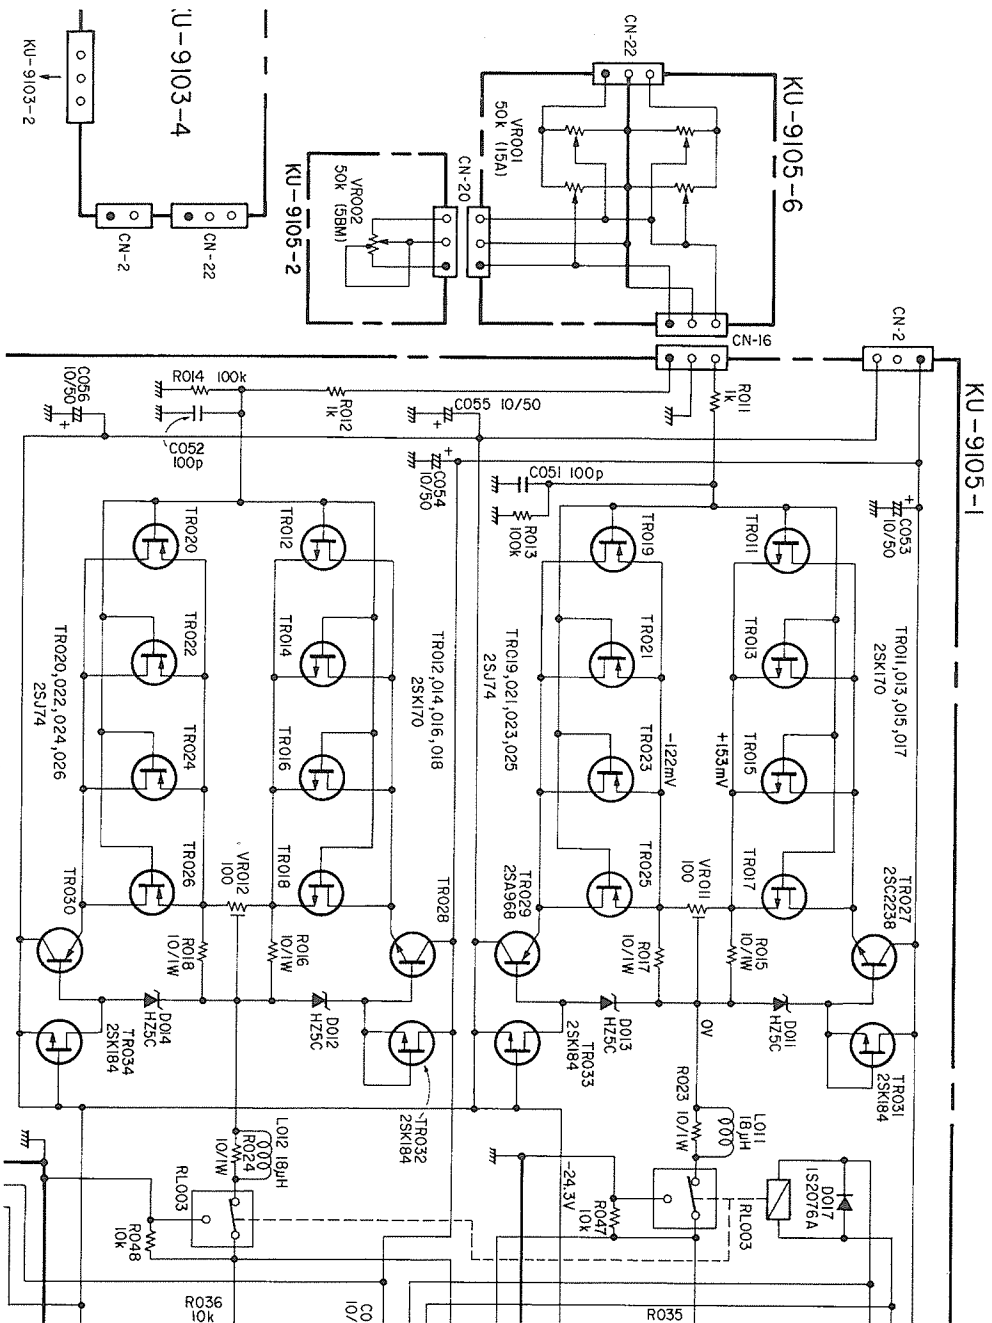 KU-9103-2
U-9103-4
CN-2
CN-22
KU-9105-2
VR002
50k (5BM)
CN-20
VR001
50k (15A)
CN-22
KU-9105-6
CN-16
CN-2
KU-9105-1
C056
10/50
+
R014 100k
C052
100p
R012
1k
C055 10/50
+
C054
10/50
+
C051 100p
R013
100k
R011
1k
C053
10/50
+
TR020
TR012
TR019
TR011
TR022
TR014
TR021
TR013
TR020,022,024,026
2SJ74
TR012,014,016,018
2SK170
TR019,021,023,025
2SJ74
TR011,013,015,017
2SK170
TR024
TR016
TR023
-122mV
TR015
+153mV
TR026
VR012
100
TR018
TR025
VR011
100
TR017
TR030
TR028
TR029
2SA968
TR027
2SC2238
R018
10/1W
R016
10/1W
R017
10/1W
R015
10/1W
D014
HZ5C
D012
HZ5C
D013
HZ5C
D011
HZ5C
0V
TR034
2SK184
TR032
2SK184
TR033
2SK184
TR031
2SK184
L012 18μH
R024
10/1W
R023 10/1W
L011
18μH
RL003
RL003
D017
1S2076A
-24.3V
R048
10k
R047
10k
R036
10k
CO
10/
R035